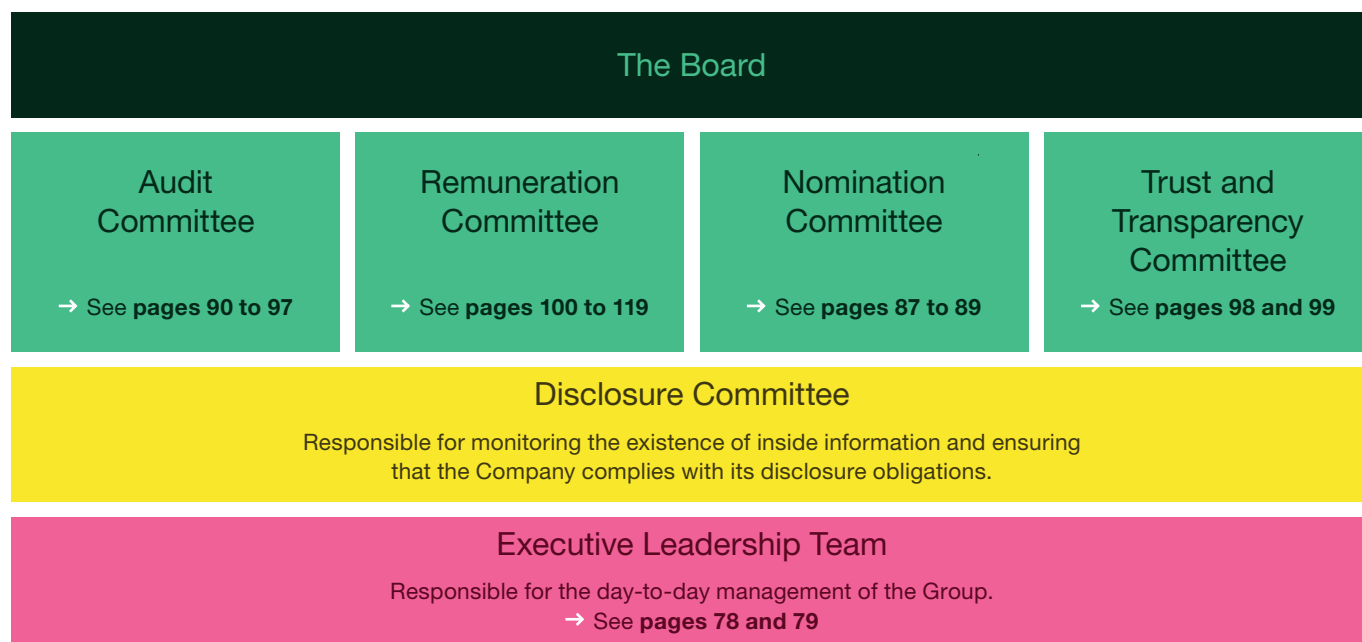 The Board
Audit
Committee
→ See pages 90 to 97
Remuneration
Committee
→ See pages 100 to 119
Nomination
Committee
→ See pages 87 to 89
Trust and
Transparency
Committee
→ See pages 98 and 99
Disclosure Committee
Responsible for monitoring the existence of inside information and ensuring
that the Company complies with its disclosure obligations.
Executive Leadership Team
Responsible for the day-to-day management of the Group.
→ See pages 78 and 79